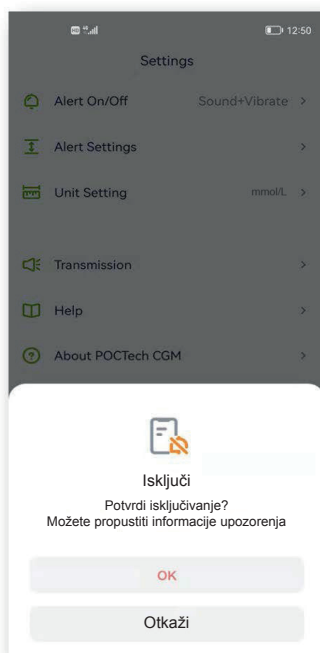 12:50
Settings
Alert On/Off Sound+Vibrate >
Alert Settings >
Unit Setting mmol/L >
Transmission >
Help >
About POCTech CGM >
Isključi
Potvrdi isključivanje?
Možete propustiti informacije upozorenja
OK
Otkaži